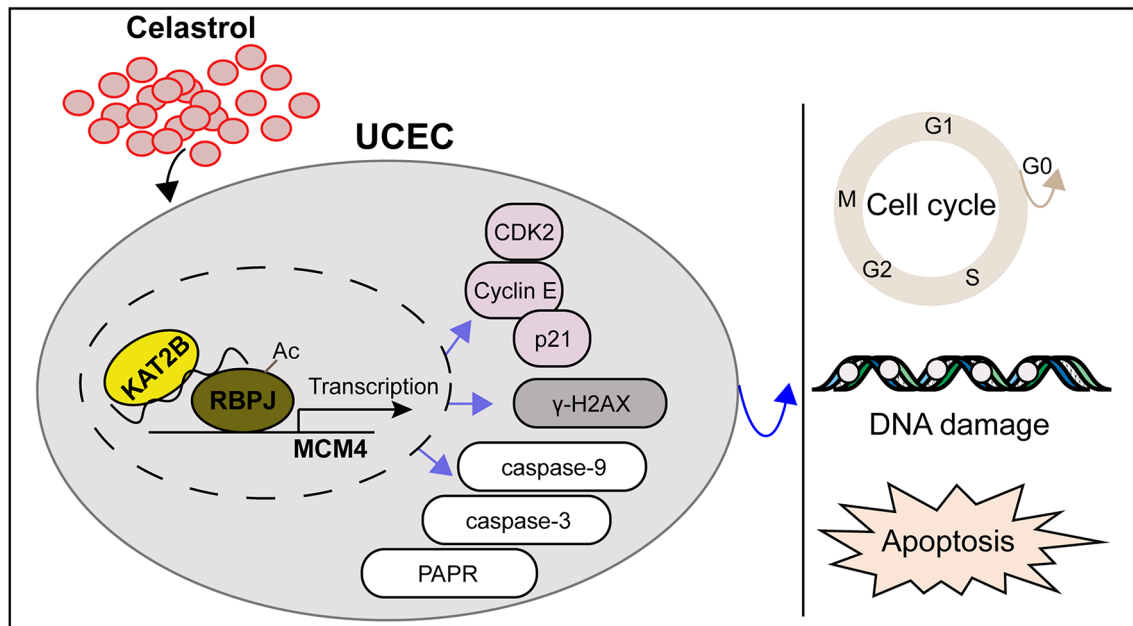 Celastrol
UCEC
CDK2
Cyclin E
p21
KAT2B
Ac
RBPJ
Transcription
MCM4
γ-H2AX
caspase-9
caspase-3
PAPR
G1
G0
M
Cell cycle
G2
S
DNA damage
Apoptosis